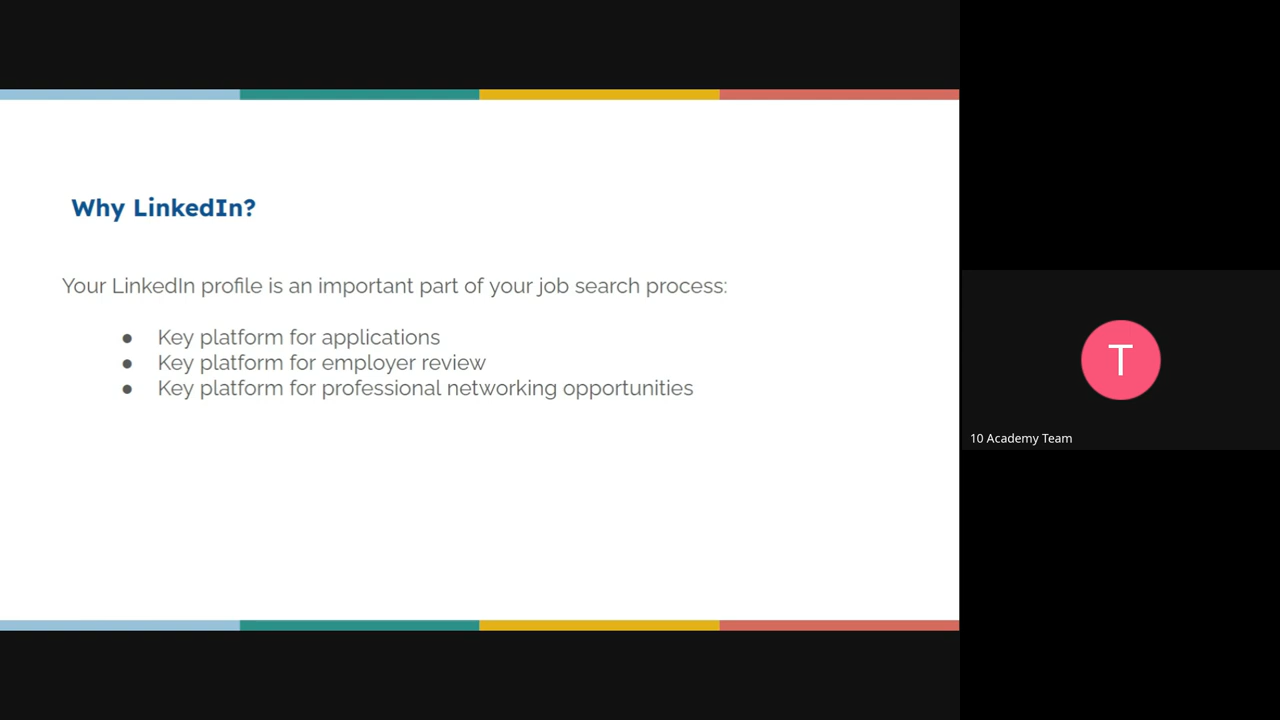 Why LinkedIn?
Your LinkedIn profile is an important part of your job search process:
● Key platform for applications
● Key platform for employer review
● Key platform for professional networking opportunities
T
10 Academy Team